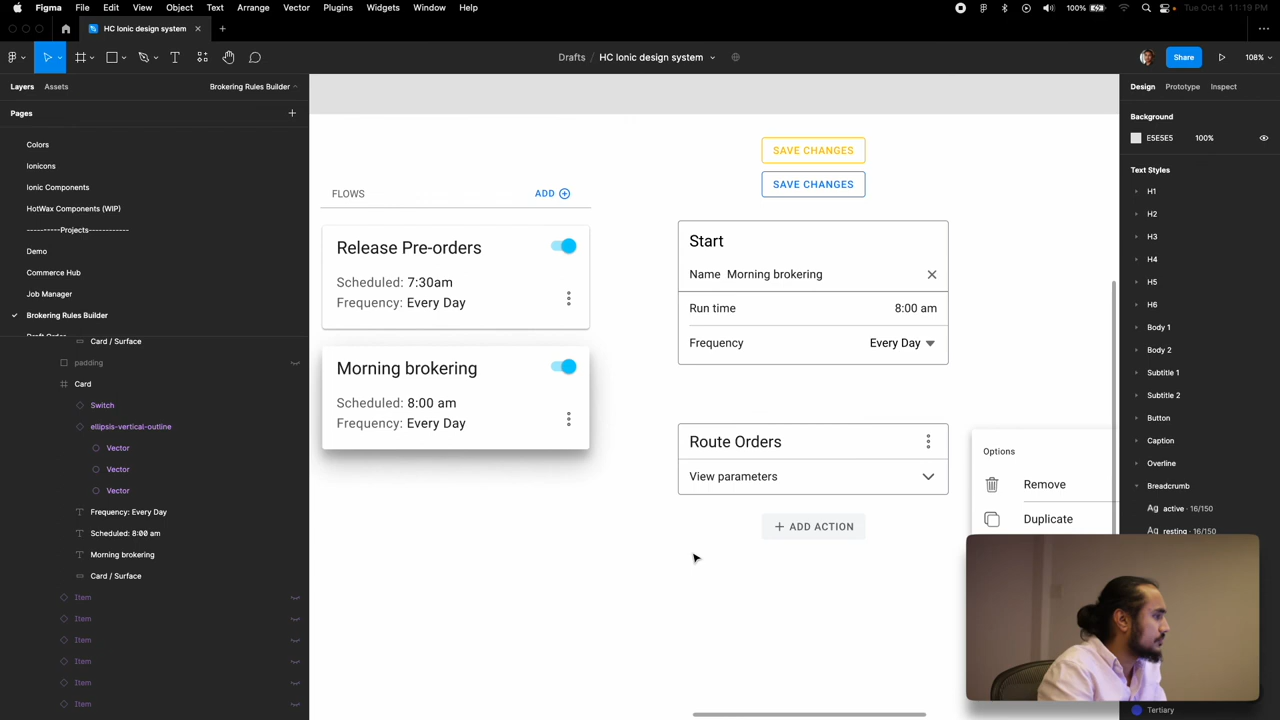 Figma File Edit View Object Text Arrange Vector Plugins Widgets Window Help
100% Tue Oct 4 11:19 PM
HC Ionic design system
Drafts / HC Ionic design system
Share
108%
Layers Assets Brokering Rules Builder
Pages
Colors
Ionicons
Ionic Components
HotWax Components (WIP)
----------Projects------------
Demo
Commerce Hub
Job Manager
Brokering Rules Builder
Card / Surface
padding
Card
Switch
ellipsis-vertical-outline
Vector
Vector
Vector
Frequency: Every Day
Scheduled: 8:00 am
Morning brokering
Card / Surface
Item
Item
Item
Item
Item
Item
FLOWS ADD
Release Pre-orders
Scheduled: 7:30am
Frequency: Every Day
Morning brokering
Scheduled: 8:00 am
Frequency: Every Day
SAVE CHANGES
SAVE CHANGES
Start
Name Morning brokering
Run time 8:00 am
Frequency Every Day
Route Orders
View parameters
+ ADD ACTION
Options
Remove
Duplicate
Design Prototype Inspect
Background
E5E5E5 100%
Text Styles
H1
H2
H3
H4
H5
H6
Body 1
Body 2
Subtitle 1
Subtitle 2
Button
Caption
Overline
Breadcrumb
Ag active · 16/150
Ag resting · 16/150
Tertiary